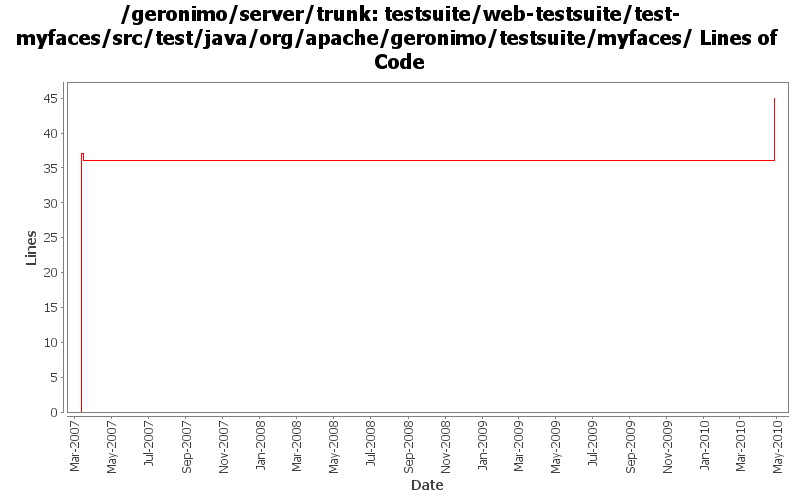 /geronimo/server/trunk: testsuite/web-testsuite/test-
myfaces/src/test/java/org/apache/geronimo/testsuite/myfaces/ Lines of
Code
45
40
35
30
25
20
15
10
5
0
Lines
Mar-2007
May-2007
Jul-2007
Sep-2007
Nov-2007
Jan-2008
Mar-2008
May-2008
Jul-2008
Sep-2008
Nov-2008
Jan-2009
Mar-2009
May-2009
Jul-2009
Sep-2009
Nov-2009
Jan-2010
Mar-2010
May-2010
Date